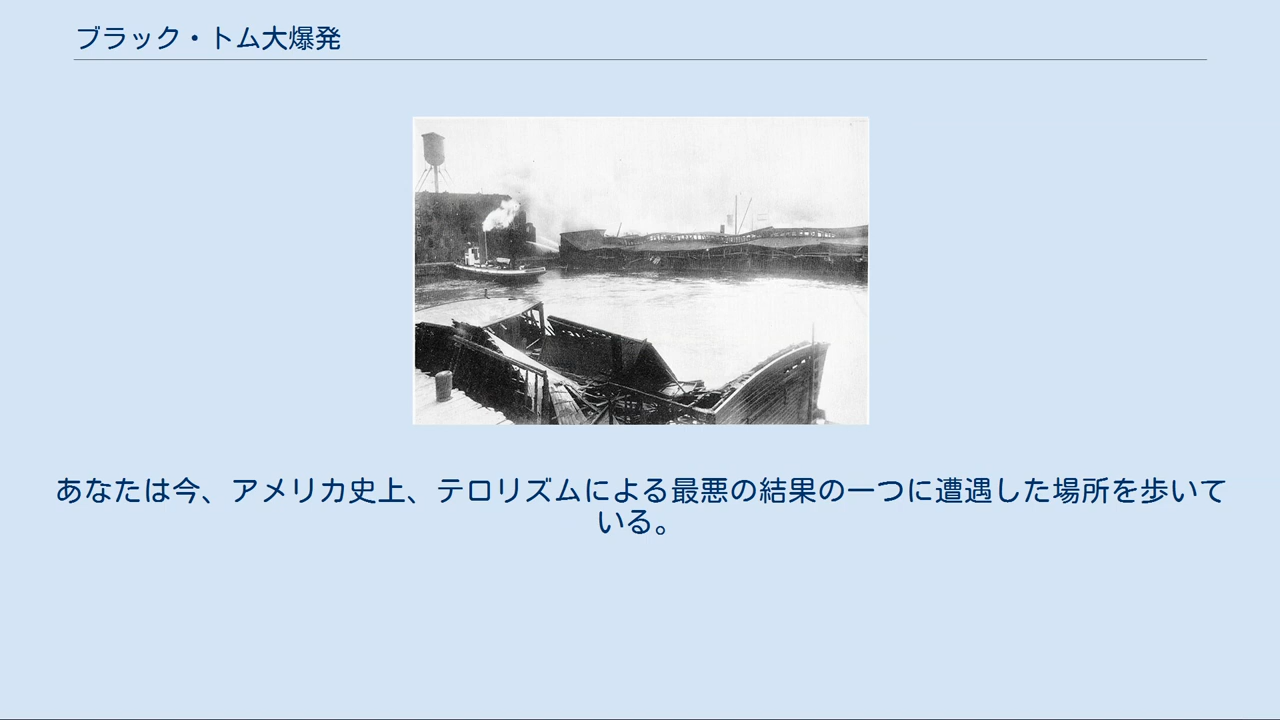 ブラック・トム大爆発
あなたは今、アメリカ史上、テロリズムによる最悪の結果の一つに遭遇した場所を歩いて
いる。